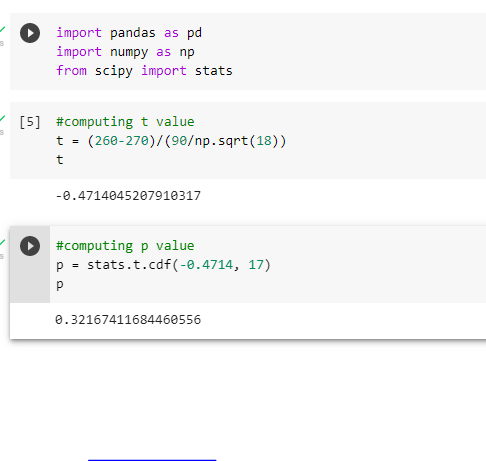 import pandas as pd
import numpy as np
from scipy import stats
[5] #computing t value
t = (260-270)/(90/np.sqrt(18))
t
-0.4714045207910317
#computing p value
p = stats.t.cdf(-0.4714, 17)
p
0.32167411684460556